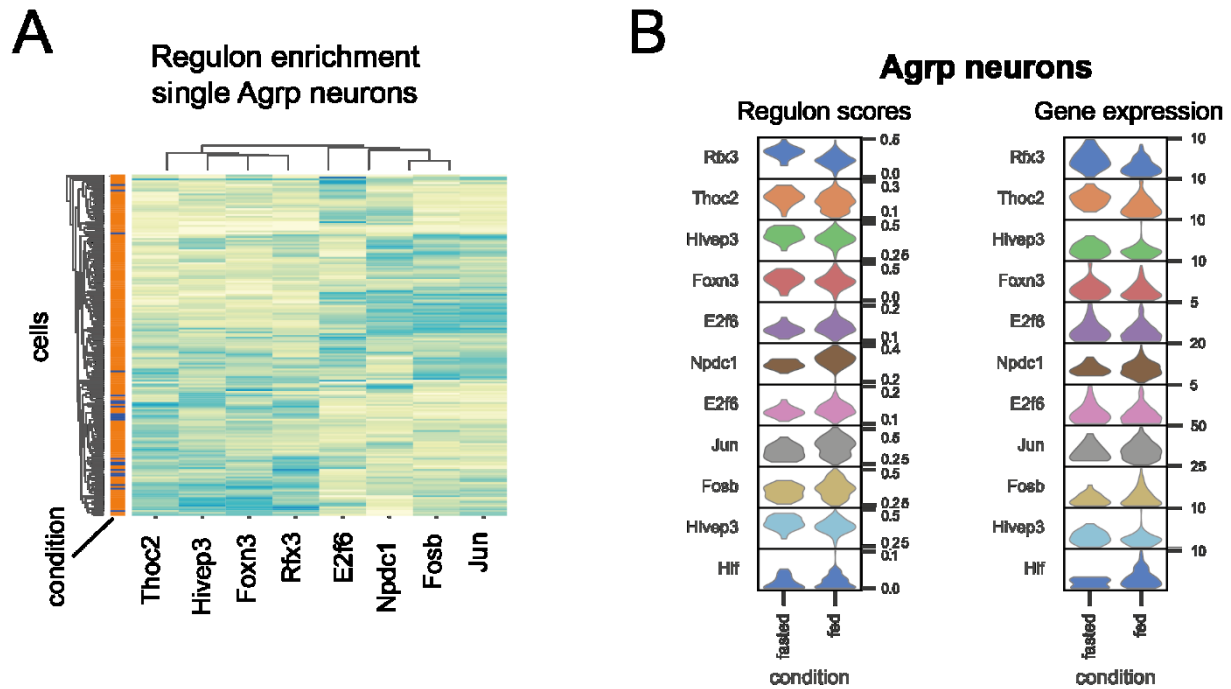 A
Regulon enrichment
single Agrp neurons
cells
condition
Thoc2
Hivep3
Foxn3
Rfx3
E2f6
Npdc1
Fosb
Jun
B
Agrp neurons
Regulon scores
Rfx3
Thoc2
Hivep3
Foxn3
E2f6
Npdc1
E2f6
Jun
Fosb
Hivep3
Hlf
0.6
0.0
0.3
0.1
0.5
0.25
0.5
0.0
0.2
0.1
0.4
0.2
0.2
0.1
0.5
0.25
0.5
0.25
0.5
0.25
0.1
0.0
fasted
fed
condition
Gene expression
Rfx3
Thoc2
Hivep3
Foxn3
E2f6
Npdc1
E2f6
Jun
Fosb
Hivep3
Hlf
10
10
10
10
5
20
5
50
25
10
10
fasted
fed
condition